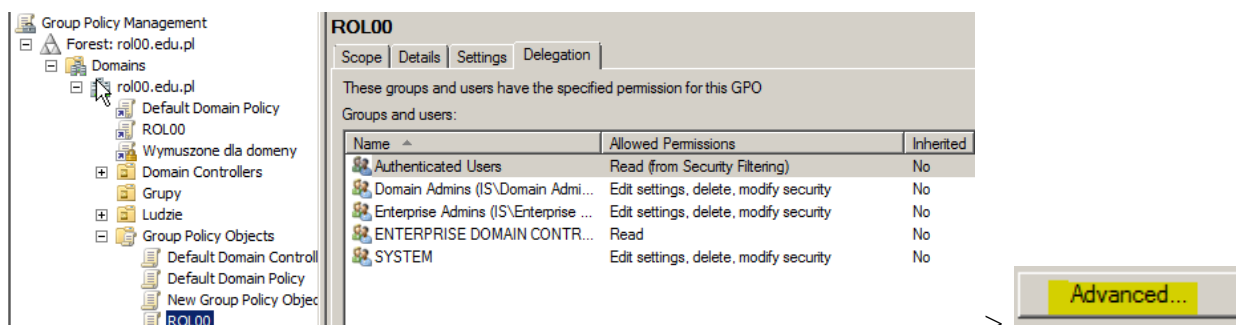 Group Policy Management
Forest: rol00.edu.pl
Domains
rol00.edu.pl
Default Domain Policy
ROL00
Wymuszone dla domeny
Domain Controllers
Grupy
Ludzie
Group Policy Objects
Default Domain Controll
Default Domain Policy
New Group Policy Objec
ROL00
ROL00
Scope Details Settings Delegation
These groups and users have the specified permission for this GPO
Groups and users:
Name Allowed Permissions Inherited
Authenticated Users Read (from Security Filtering) No
Domain Admins (IS\Domain Admi... Edit settings, delete, modify security No
Enterprise Admins (IS\Enterprise ... Edit settings, delete, modify security No
ENTERPRISE DOMAIN CONTR... Read No
SYSTEM Edit settings, delete, modify security No
> Advanced...